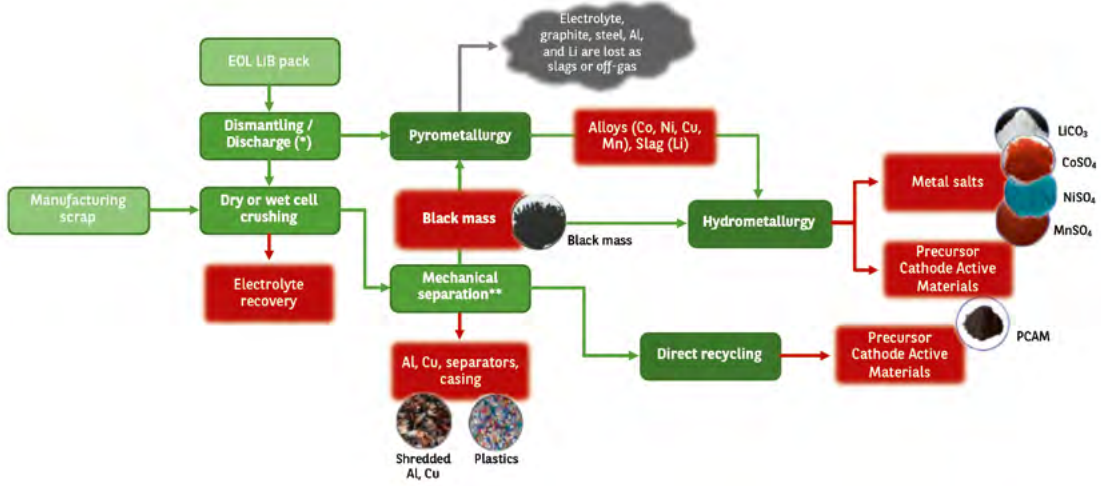 Electrolyte,
graphite, steel, Al,
and Li are lost as
slags or off-gas
EOL LiB pack
Dismantling /
Discharge (*)
Pyrometallurgy
Alloys (Co, Ni, Cu,
Mn), Slag (Li)
LiCO₃
CoSO₄
Metal salts
NiSO₄
MnSO₄
Manufacturing
scrap
Dry or wet cell
crushing
Black mass
Black mass
Hydrometallurgy
Precursor
Cathode Active
Materials
Electrolyte
recovery
Mechanical
separation**
Direct recycling
Precursor
Cathode Active
Materials
PCAM
Al, Cu, separators,
casing
Shredded
Al, Cu
Plastics